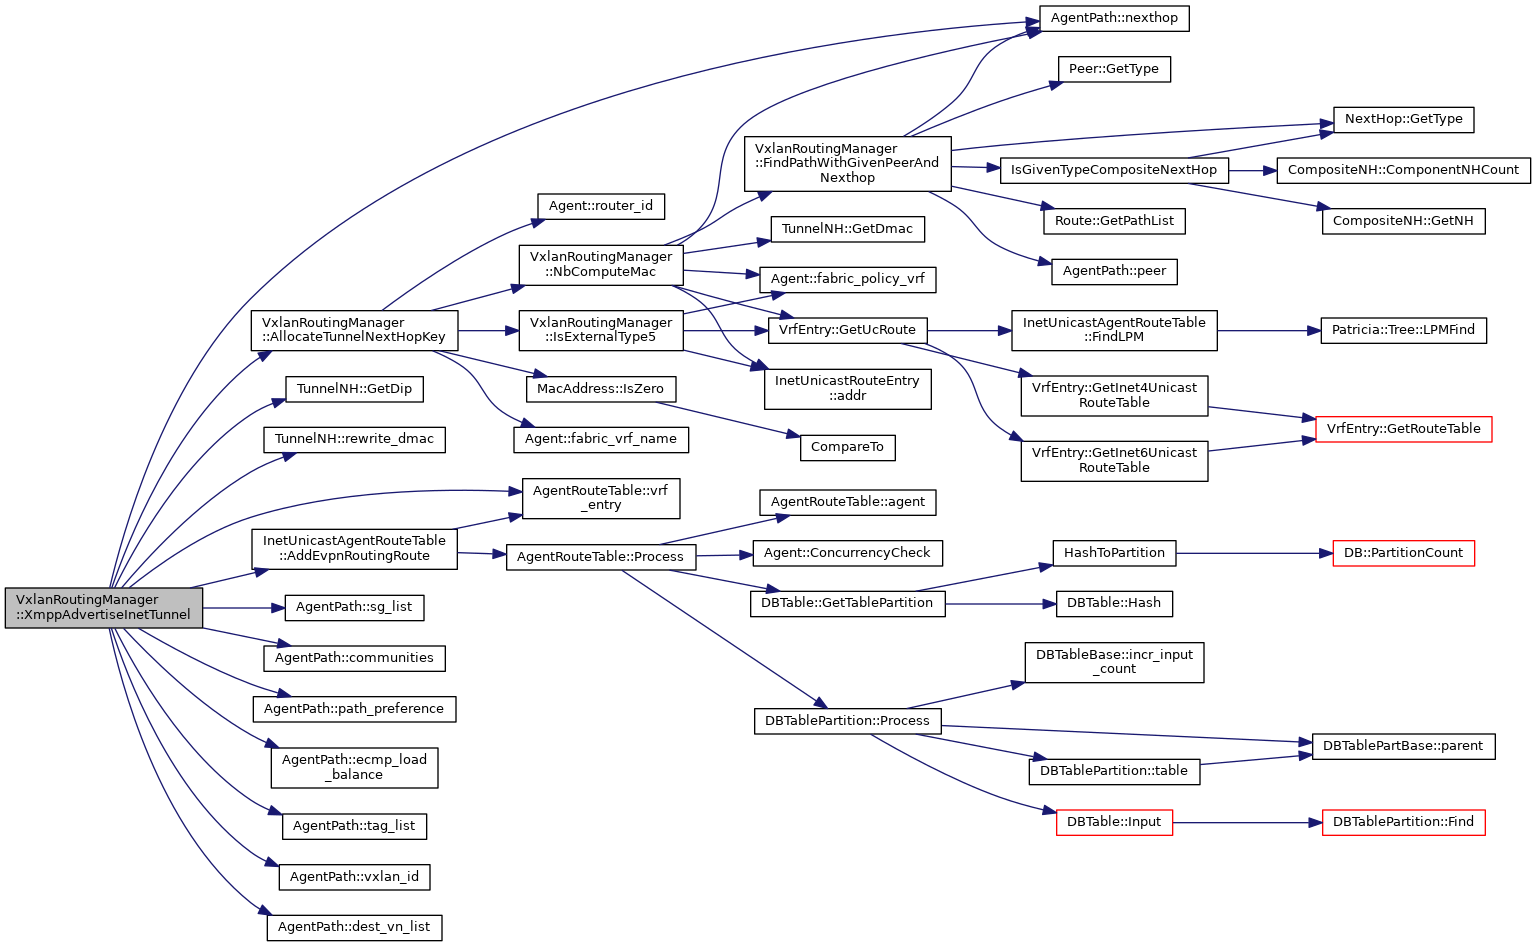 AgentPath::nexthop
Peer::GetType
NextHop::GetType
VxlanRoutingManager
::FindPathWithGivenPeerAnd
Nexthop
IsGivenTypeCompositeNextHop
CompositeNH::ComponentNHCount
Agent::router_id
Route::GetPathList
CompositeNH::GetNH
TunnelNH::GetDmac
VxlanRoutingManager
::NbComputeMac
AgentPath::peer
Agent::fabric_policy_vrf
VxlanRoutingManager
::AllocateTunnelNextHopKey
VxlanRoutingManager
::IsExternalType5
VrfEntry::GetUcRoute
InetUnicastAgentRouteTable
::FindLPM
Patricia::Tree::LPMFind
TunnelNH::GetDip
MacAddress::IsZero
InetUnicastRouteEntry
::addr
VrfEntry::GetInet4Unicast
RouteTable
TunnelNH::rewrite_dmac
Agent::fabric_vrf_name
CompareTo
VrfEntry::GetRouteTable
VrfEntry::GetInet6Unicast
RouteTable
AgentRouteTable::vrf
_entry
AgentRouteTable::agent
InetUnicastAgentRouteTable
::AddEvpnRoutingRoute
AgentRouteTable::Process
Agent::ConcurrencyCheck
HashToPartition
DB::PartitionCount
VxlanRoutingManager
::XmppAdvertiseInetTunnel
AgentPath::sg_list
DBTable::GetTablePartition
DBTable::Hash
AgentPath::communities
DBTableBase::incr_input
_count
AgentPath::path_preference
DBTablePartition::Process
DBTablePartBase::parent
AgentPath::ecmp_load
_balance
DBTablePartition::table
AgentPath::tag_list
DBTable::Input
DBTablePartition::Find
AgentPath::vxlan_id
AgentPath::dest_vn_list